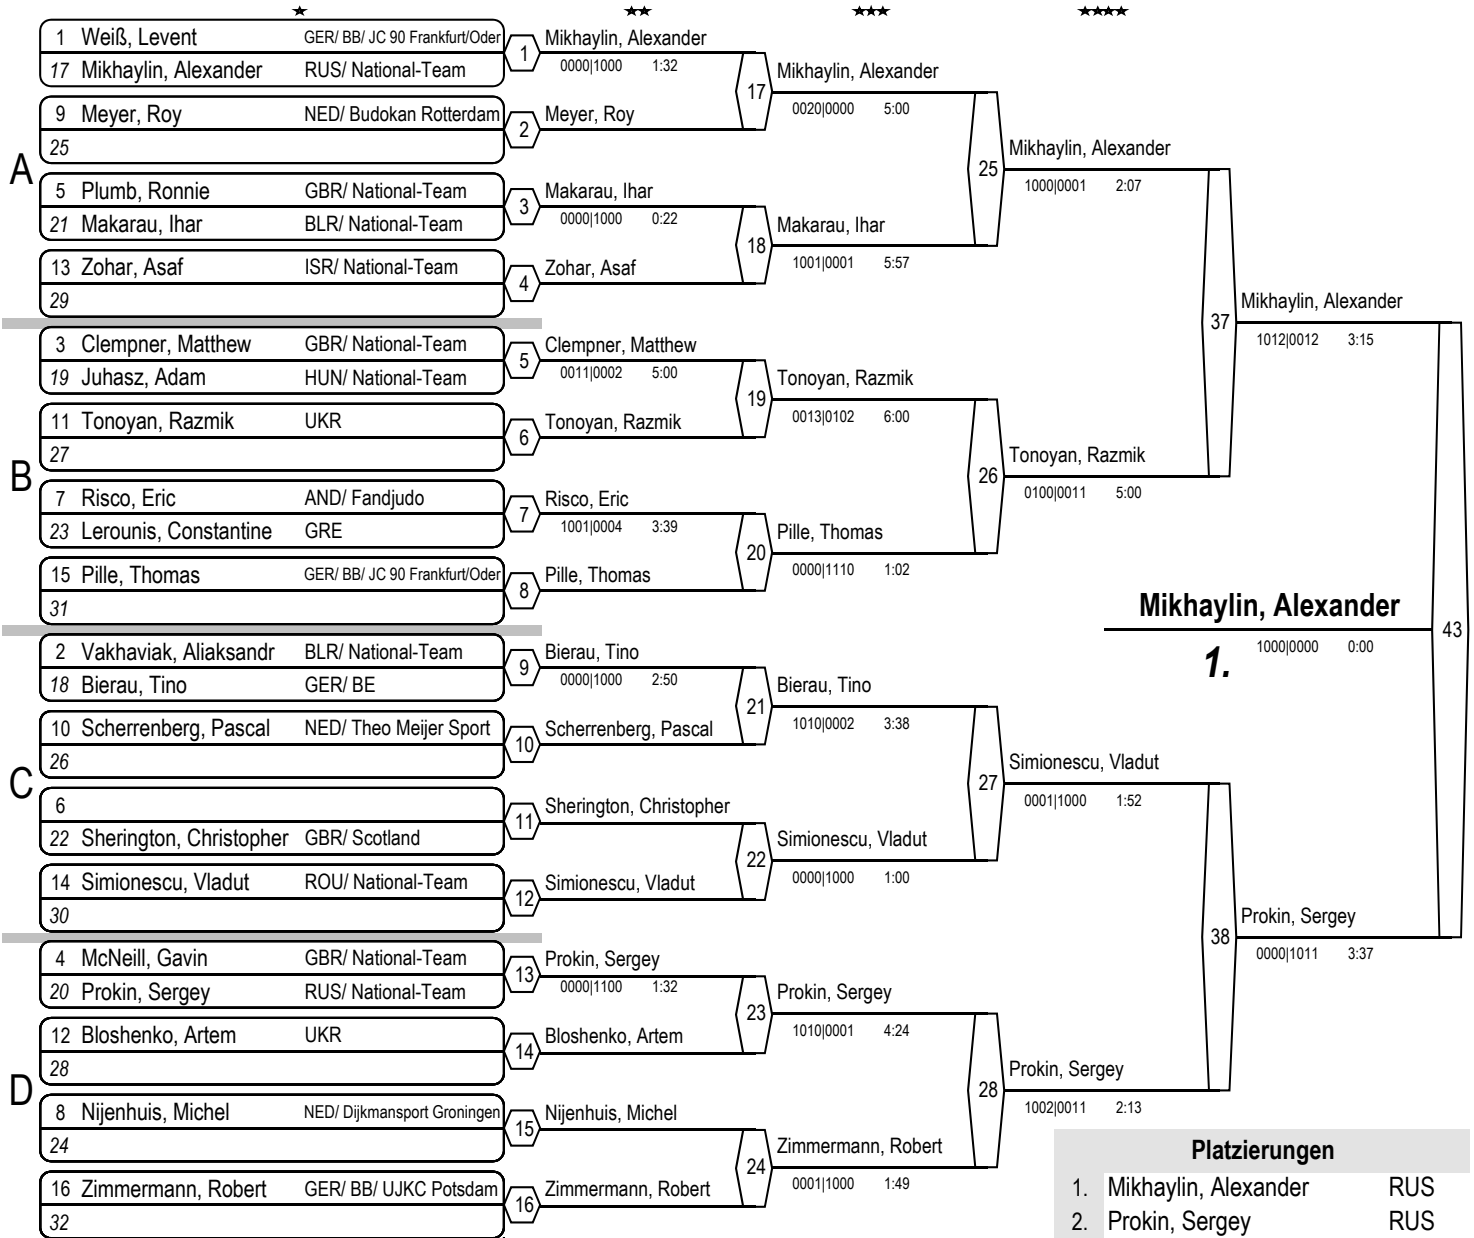 ★ ★★ ★★★ ★★★★
A
1 Weiß, Levent GER/ BB/ JC 90 Frankfurt/Oder
17 Mikhaylin, Alexander RUS/ National-Team
9 Meyer, Roy NED/ Budokan Rotterdam
25
5 Plumb, Ronnie GBR/ National-Team
21 Makarau, Ihar BLR/ National-Team
13 Zohar, Asaf ISR/ National-Team
29
B
3 Clempner, Matthew GBR/ National-Team
19 Juhasz, Adam HUN/ National-Team
11 Tonoyan, Razmik UKR
27
7 Risco, Eric AND/ Fandjudo
23 Lerounis, Constantine GRE
15 Pille, Thomas GER/ BB/ JC 90 Frankfurt/Oder
31
C
2 Vakhaviak, Aliaksandr BLR/ National-Team
18 Bierau, Tino GER/ BE
10 Scherrenberg, Pascal NED/ Theo Meijer Sport
26
6
22 Sherington, Christopher GBR/ Scotland
14 Simionescu, Vladut ROU/ National-Team
30
D
4 McNeill, Gavin GBR/ National-Team
20 Prokin, Sergey RUS/ National-Team
12 Bloshenko, Artem UKR
28
8 Nijenhuis, Michel NED/ Dijkmansport Groningen
24
16 Zimmermann, Robert GER/ BB/ UJKC Potsdam
32
1 Mikhaylin, Alexander
0000|1000 1:32
2 Meyer, Roy
3 Makarau, Ihar
0000|1000 0:22
4 Zohar, Asaf
5 Clempner, Matthew
0011|0002 5:00
6 Tonoyan, Razmik
7 Risco, Eric
1001|0004 3:39
8 Pille, Thomas
9 Bierau, Tino
0000|1000 2:50
10 Scherrenberg, Pascal
11 Sherington, Christopher
12 Simionescu, Vladut
13 Prokin, Sergey
0000|1100 1:32
14 Bloshenko, Artem
15 Nijenhuis, Michel
16 Zimmermann, Robert
17 Mikhaylin, Alexander
0020|0000 5:00
18 Makarau, Ihar
1001|0001 5:57
19 Tonoyan, Razmik
0013|0102 6:00
20 Pille, Thomas
0000|1110 1:02
21 Bierau, Tino
1010|0002 3:38
22 Simionescu, Vladut
0000|1000 1:00
23 Prokin, Sergey
1010|0001 4:24
24 Zimmermann, Robert
0001|1000 1:49
25 Mikhaylin, Alexander
1000|0001 2:07
26 Tonoyan, Razmik
0100|0011 5:00
27 Simionescu, Vladut
0001|1000 1:52
28 Prokin, Sergey
1002|0011 2:13
37 Mikhaylin, Alexander
1012|0012 3:15
38 Prokin, Sergey
0000|1011 3:37
Mikhaylin, Alexander 43
1. 1000|0000 0:00
Platzierungen
1. Mikhaylin, Alexander RUS
2. Prokin, Sergey RUS